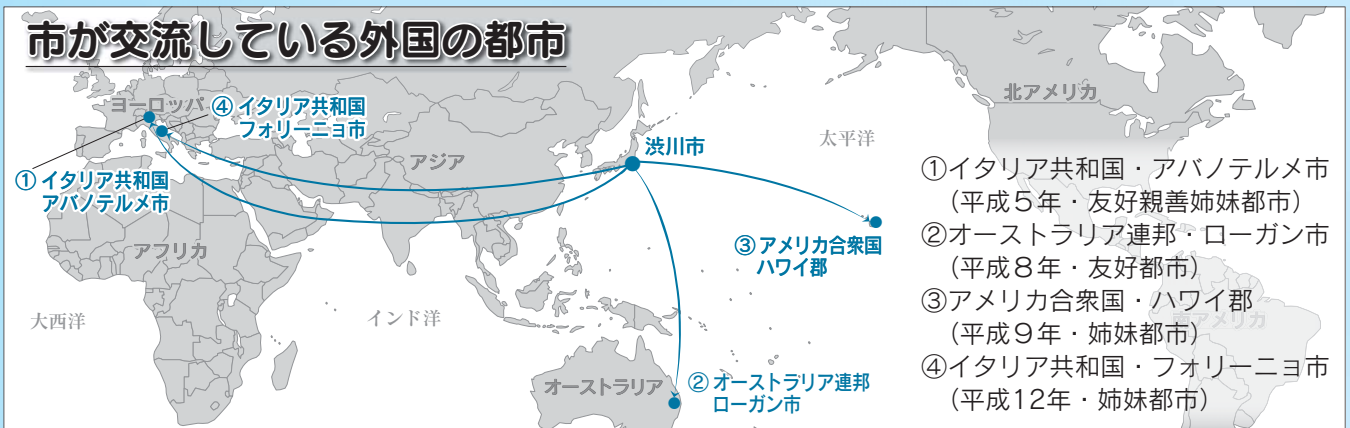 市が交流している外国の都市
ヨーロッパ
④ イタリア共和国
フォリーニョ市
① イタリア共和国
アバノテルメ市
アジア
渋川市
太平洋
北アメリカ
アフリカ
③ アメリカ合衆国
ハワイ郡
大西洋
インド洋
南アメリカ
オーストラリア
② オーストラリア連邦
ローガン市
①イタリア共和国・アバノテルメ市
(平成５年・友好親善姉妹都市)
②オーストラリア連邦・ローガン市
(平成８年・友好都市)
③アメリカ合衆国・ハワイ郡
(平成９年・姉妹都市)
④イタリア共和国・フォリーニョ市
(平成12年・姉妹都市)